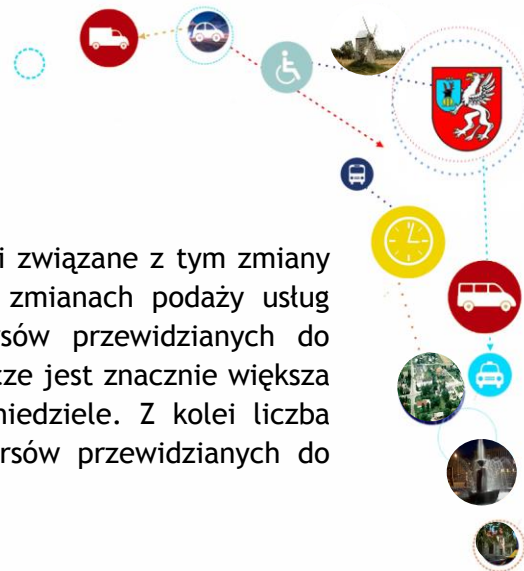 i związane z tym zmiany
zmianach podaży usług
sów przewidzianych do
cze jest znacznie większa
niedziele. Z kolei liczba
rsów przewidzianych do